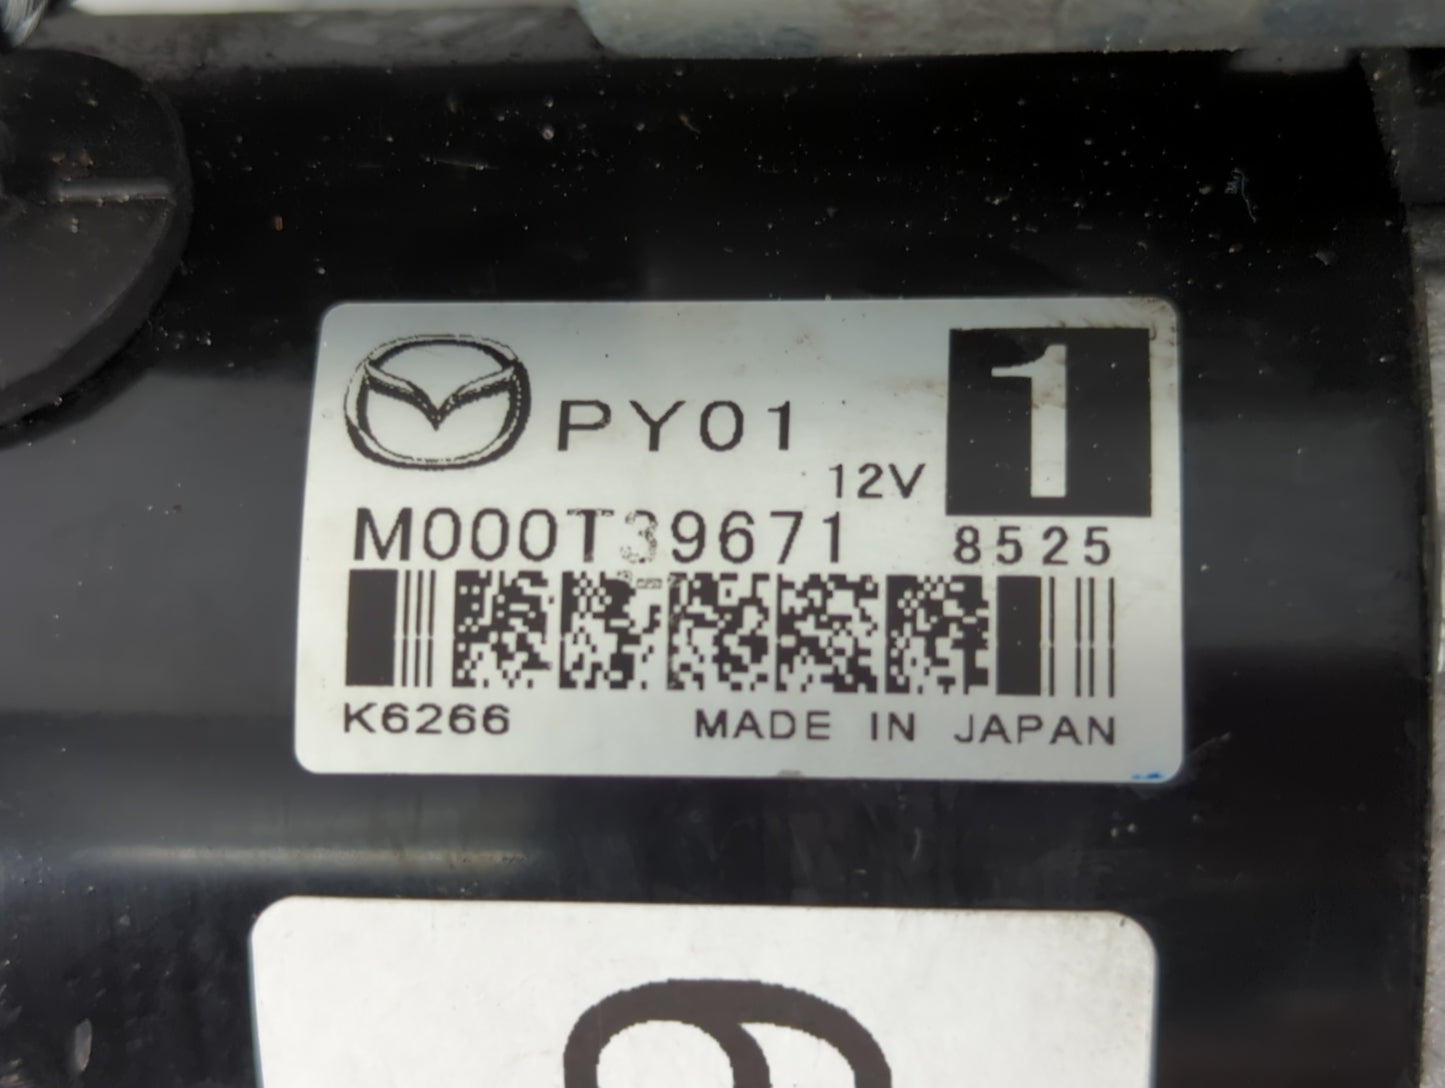 PY01
1
12V
M000T39671
8525
K6266 MADE IN JAPAN